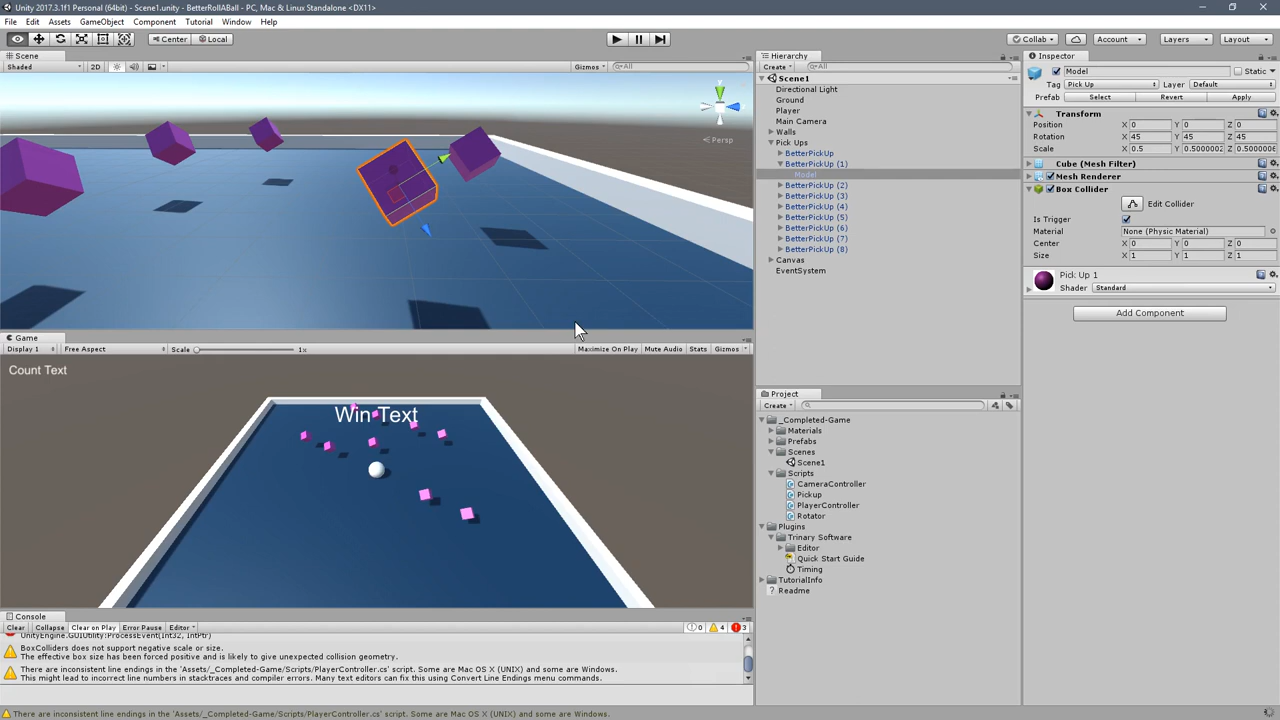 Unity 2017.3.1f1 Personal (64bit) - Scene1.unity - BetterRollABall - PC, Mac & Linux Standalone <DX11>
File Edit Assets GameObject Component Tutorial Window Help
Center Local Collab Account Layers Layout
Scene
Shaded 2D Gizmos All
Persp
Game
Display 1 Free Aspect Scale 1x Maximize On Play Mute Audio Stats Gizmos
Count Text
Win Text
Console
Clear Collapse Clear on Play Error Pause Editor 0 4 3
UnityEngine.GUIUtility:ProcessEvent(Int32, IntPtr)
BoxColliders does not support negative scale or size.
The effective box size has been forced positive and is likely to give unexpected collision geometry.
There are inconsistent line endings in the 'Assets/_Completed-Game/Scripts/PlayerController.cs' script. Some are Mac OS X (UNIX) and some are Windows.
This might lead to incorrect line numbers in stacktraces and compiler errors. Many text editors can fix this using Convert Line Endings menu commands.
There are inconsistent line endings in the 'Assets/_Completed-Game/Scripts/PlayerController.cs' script. Some are Mac OS X (UNIX) and some are Windows.
Hierarchy
Create All
Scene1
Directional Light
Ground
Player
Main Camera
Walls
Pick Ups
BetterPickUp
BetterPickUp (1)
Model
BetterPickUp (2)
BetterPickUp (3)
BetterPickUp (4)
BetterPickUp (5)
BetterPickUp (6)
BetterPickUp (7)
BetterPickUp (8)
Canvas
EventSystem
Project
Create
_Completed-Game
Materials
Prefabs
Scenes
Scene1
Scripts
CameraController
Pickup
PlayerController
Rotator
Plugins
Trinary Software
Editor
Quick Start Guide
Timing
TutorialInfo
Readme
Inspector
Model Static
Tag Pick Up Layer Default
Prefab Select Revert Apply
Transform
Position X 0 Y 0 Z 0
Rotation X 45 Y 45 Z 45
Scale X 0.5 Y 0.5000002 Z 0.5000006
Cube (Mesh Filter)
Mesh Renderer
Box Collider
Edit Collider
Is Trigger
Material None (Physic Material)
Center X 0 Y 0 Z 0
Size X 1 Y 1 Z 1
Pick Up 1
Shader Standard
Add Component